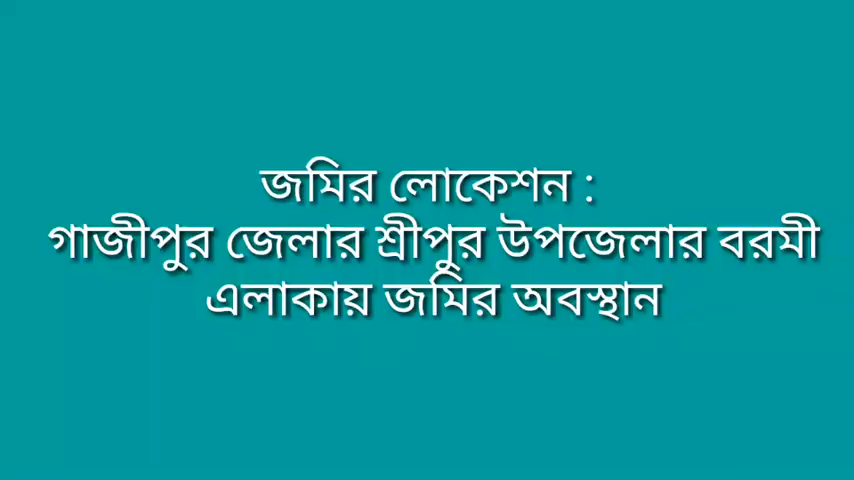 জমির লোকেশন :
গাজীপুর জেলার শ্রীপুর উপজেলার বরমী
এলাকায় জমির অবস্থান